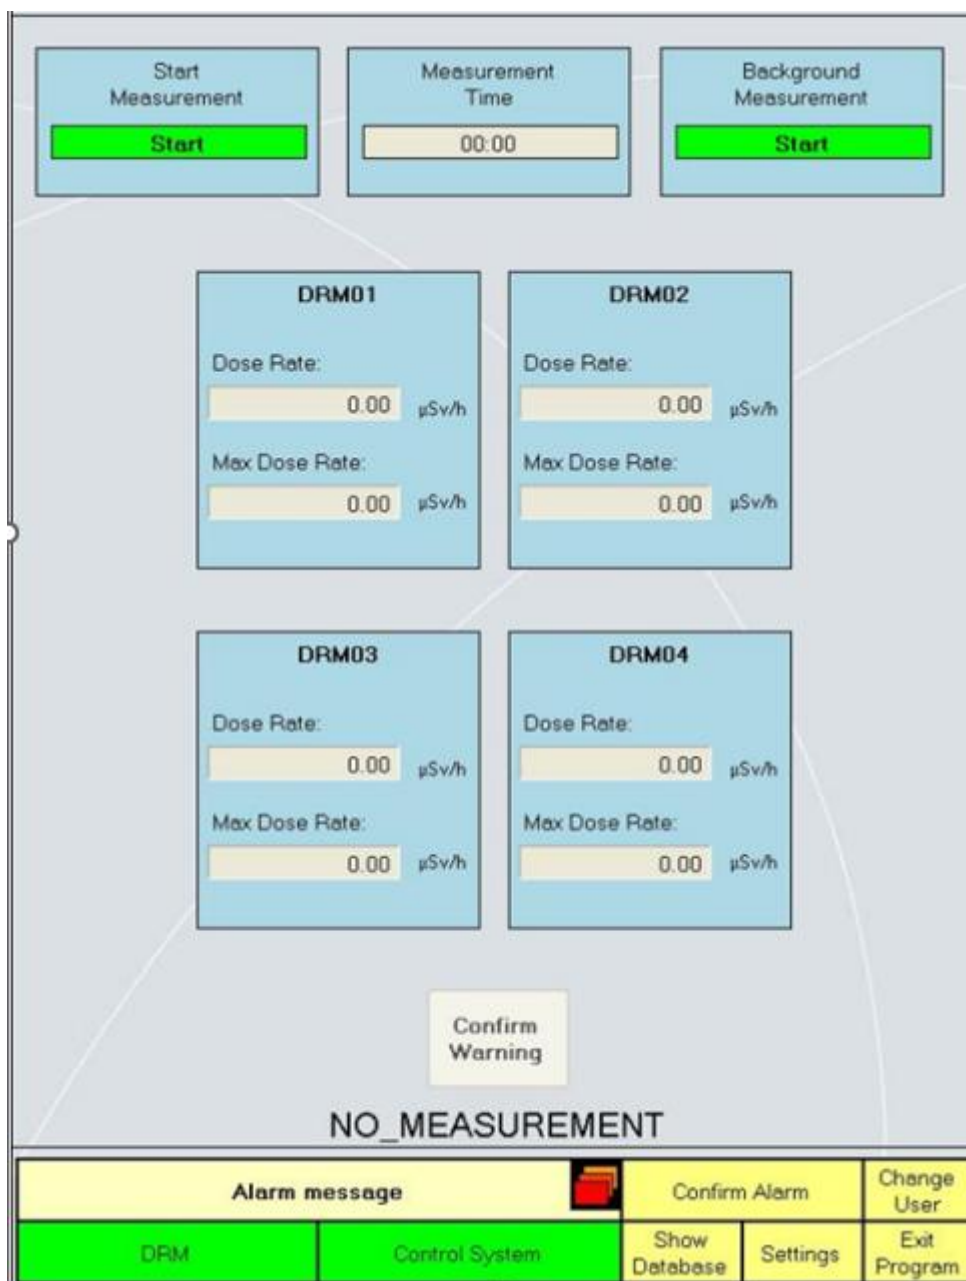 Start
Measurement
Start
Measurement
Time
00:00
Background
Measurement
Start
DRM01
Dose Rate:
0.00 µSv/h
Max Dose Rate:
0.00 µSv/h
DRM02
Dose Rate:
0.00 µSv/h
Max Dose Rate:
0.00 µSv/h
DRM03
Dose Rate:
0.00 µSv/h
Max Dose Rate:
0.00 µSv/h
DRM04
Dose Rate:
0.00 µSv/h
Max Dose Rate:
0.00 µSv/h
Confirm
Warning
NO_MEASUREMENT
Alarm message
Confirm Alarm
Change
User
DRM
Control System
Show
Database
Settings
Exit
Program